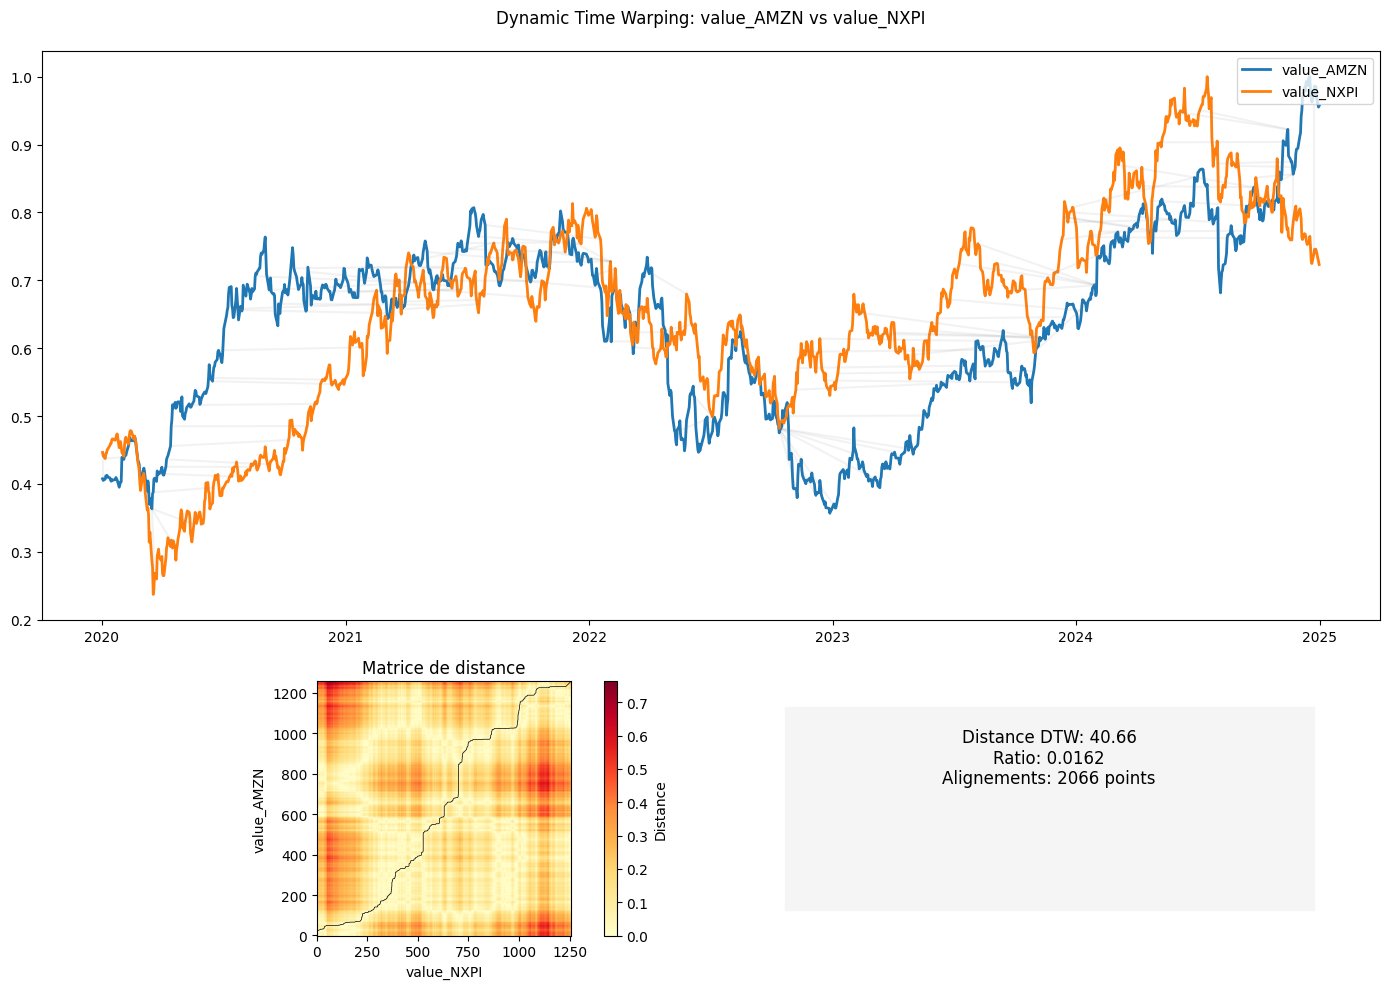 Dynamic Time Warping: value_AMZN vs value_NXPI
1.0
0.9
0.8
0.7
0.6
0.5
0.4
0.3
0.2
value_AMZN
value_NXPI
2020 2021 2022 2023 2024 2025
Matrice de distance
1200
1000
800
600
400
200
0
value_AMZN
0 250 500 750 1000 1250
value_NXPI
0.7
0.6
0.5
0.4
0.3
0.2
0.1
0.0
Distance
Distance DTW: 40.66
Ratio: 0.0162
Alignements: 2066 points